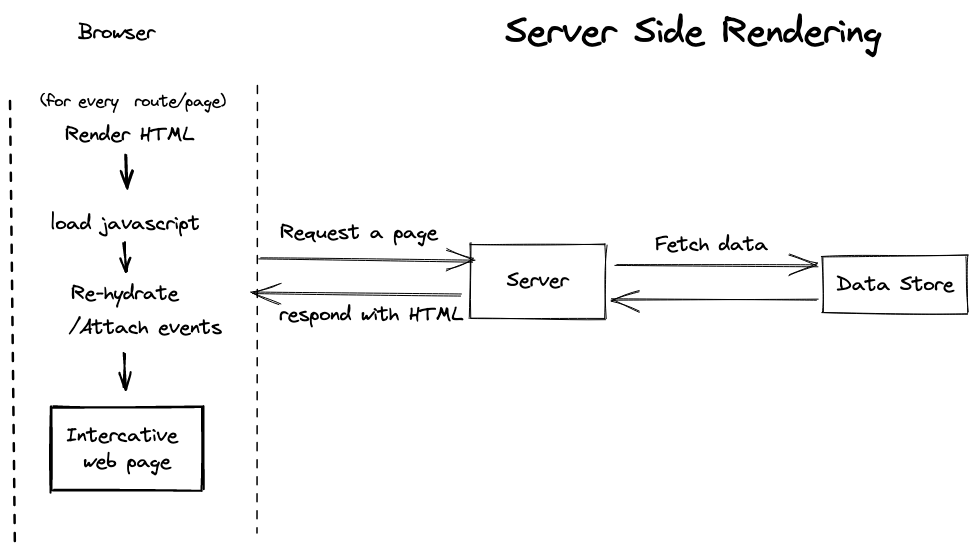 Browser
Server Side Rendering
(for every route/page)
Render HTML
load javascript
Re-hydrate
/Attach events
Intercative
web page
Request a page
respond with HTML
Server
Fetch data
Data Store